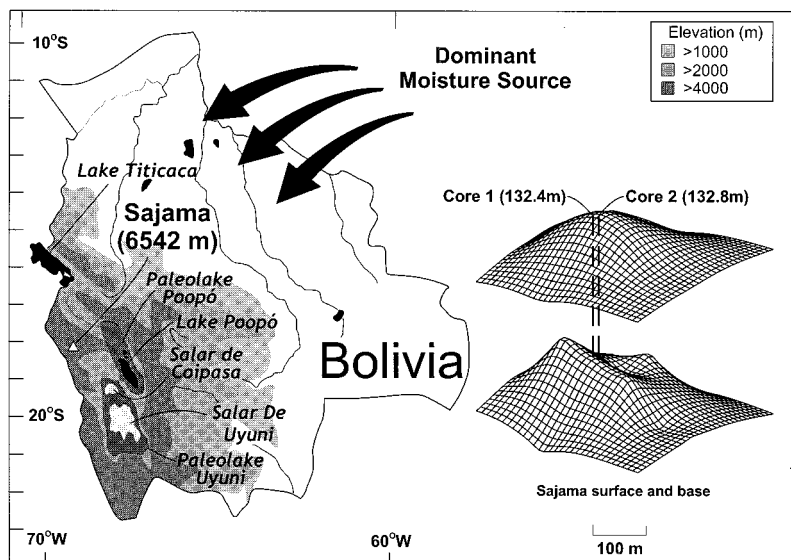 10°S
Dominant
Moisture Source
Elevation (m)
>1000
>2000
>4000
Lake Titicaca
Sajama
(6542 m)
Paleolake
Poopó
Lake Poopó
Salar de
Coipasa
Salar De
Uyuni
Paleolake
Uyuni
Bolivia
20°S
70°W
60°W
Core 1 (132.4m)
Core 2 (132.8m)
Sajama surface and base
100 m